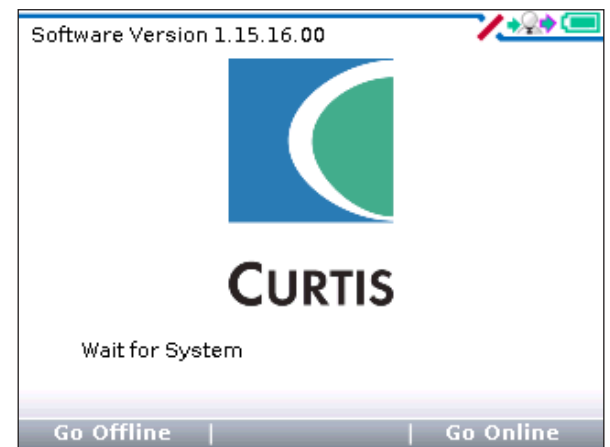 Software Version 1.15.16.00
CURTIS
Wait for System
Go Offline | | Go Online